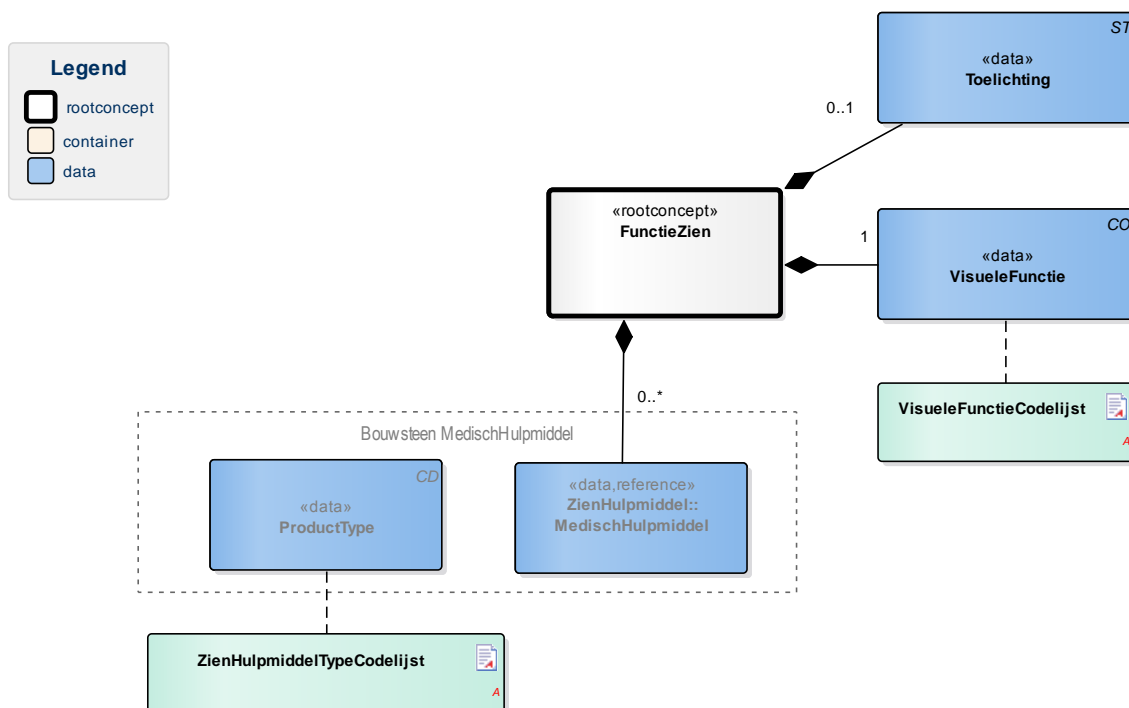 Legend
rootconcept
container
data
ST
«data»
Toelichting
0..1
«rootconcept»
FunctieZien
1
CO
«data»
VisueleFunctie
0..*
VisueleFunctieCodelijst
A
Bouwsteen MedischHulpmiddel
CD
«data»
ProductType
«data,reference»
ZienHulpmiddel::
MedischHulpmiddel
ZienHulpmiddelTypeCodelijst
A